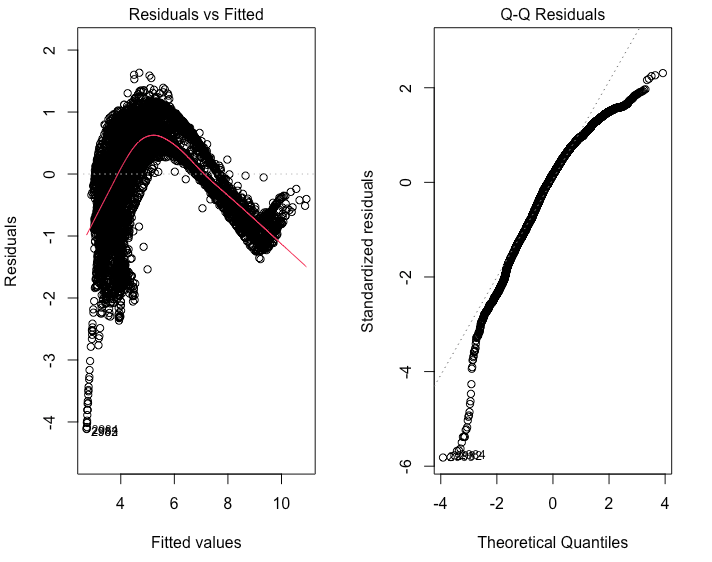 Residuals vs Fitted
Residuals
2
1
0
-1
-2
-3
-4
4 6 8 10
Fitted values
Q-Q Residuals
Standardized residuals
2
0
-2
-4
-6
-4 -2 0 2 4
Theoretical Quantiles